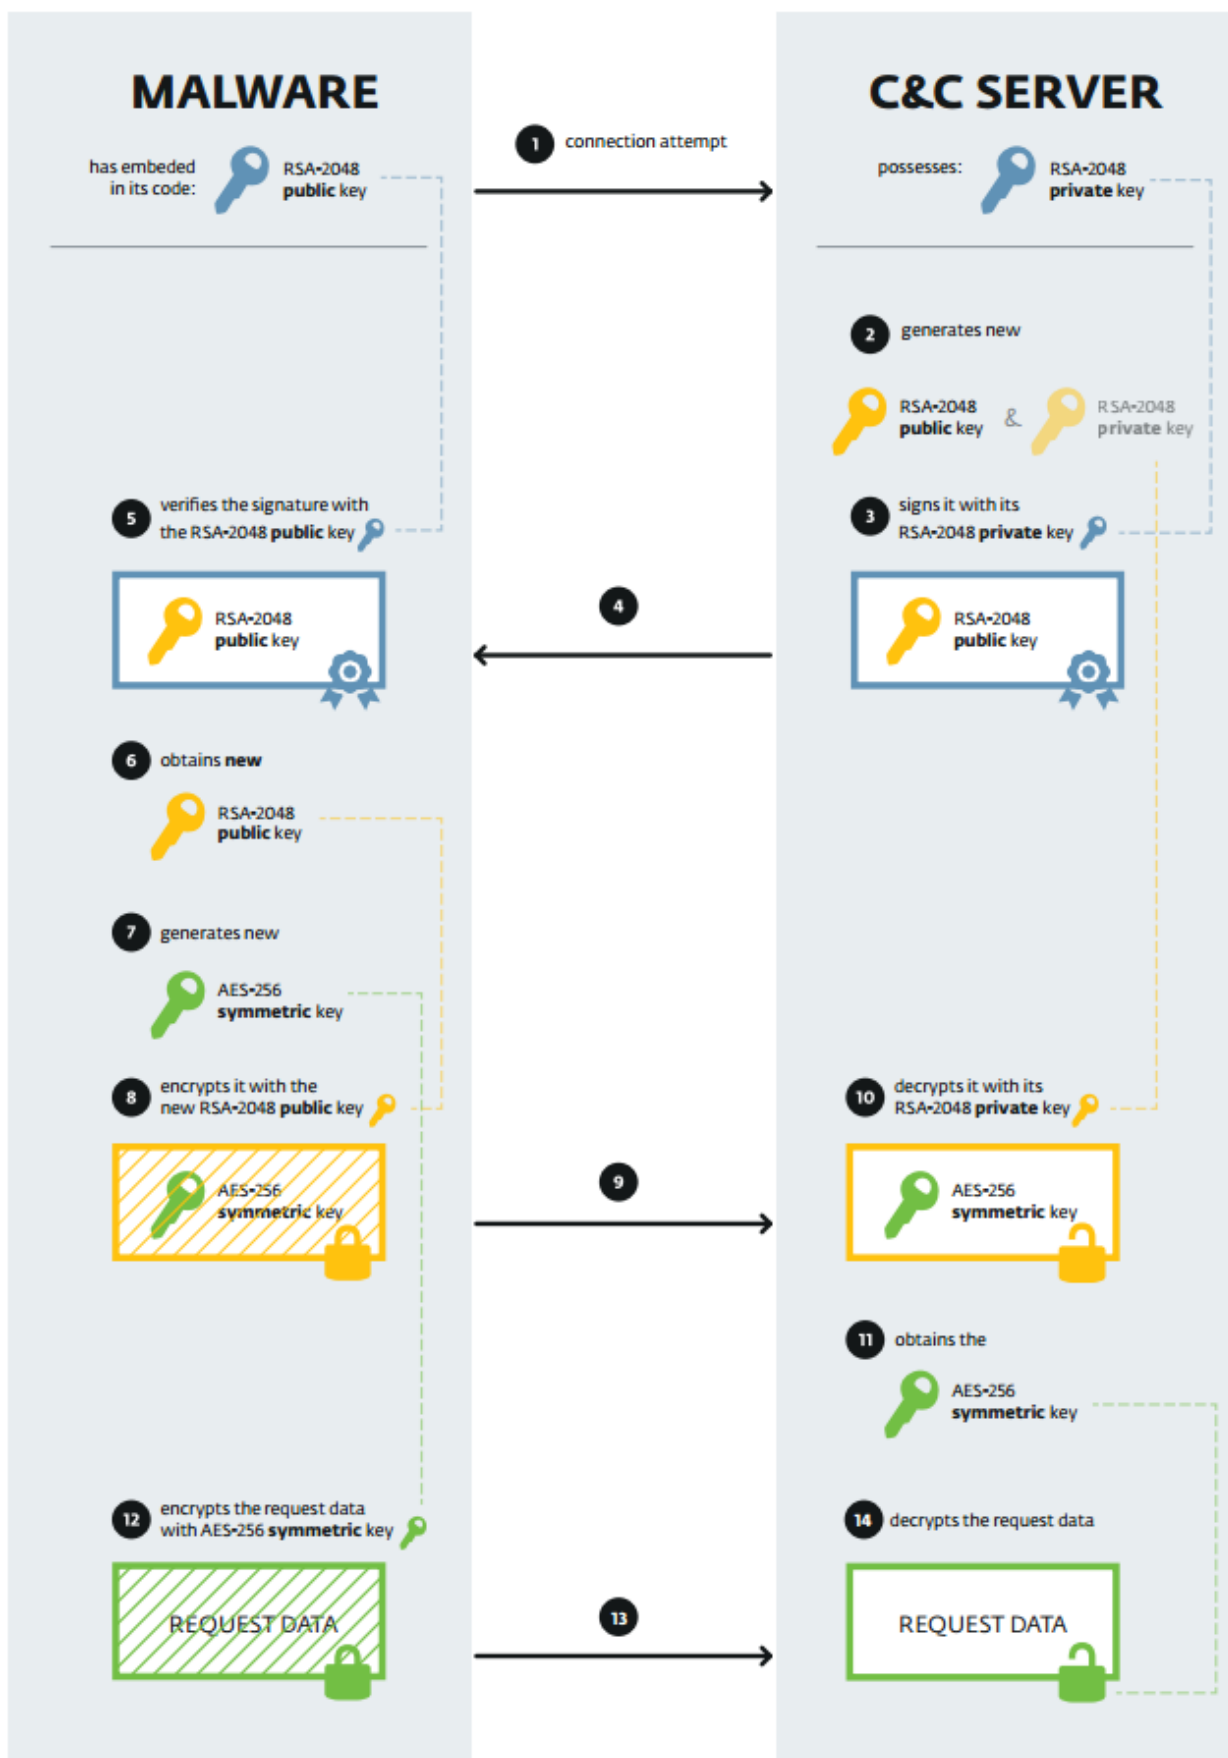 MALWARE
has embeded
in its code:
RSA-2048
public key
1
connection attempt
C&C SERVER
possesses:
RSA-2048
private key
2
generates new
RSA-2048
public key
&
RSA-2048
private key
3
signs it with its
RSA-2048 private key
RSA-2048
public key
4
5
verifies the signature with
the RSA-2048 public key
RSA-2048
public key
6
obtains new
RSA-2048
public key
7
generates new
AES-256
symmetric key
8
encrypts it with the
new RSA-2048 public key
AES-256
symmetric key
9
10
decrypts it with its
RSA-2048 private key
AES-256
symmetric key
11
obtains the
AES-256
symmetric key
12
encrypts the request data
with AES-256 symmetric key
REQUEST DATA
13
14
decrypts the request data
REQUEST DATA